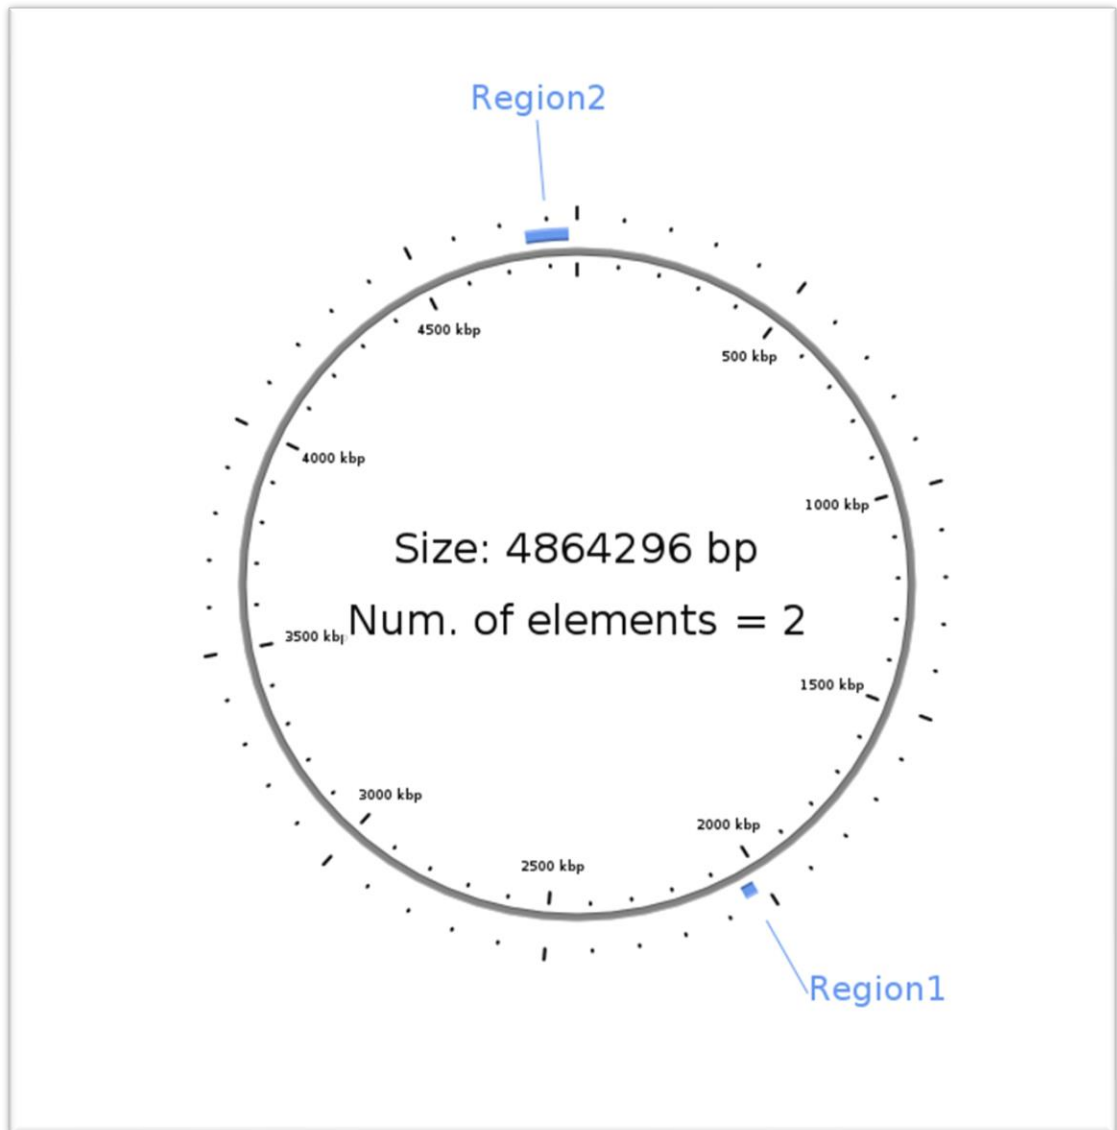 Region2
4500 kbp
500 kbp
4000 kbp
1000 kbp
Size: 4864296 bp
Num. of elements = 2
3500 kbp
1500 kbp
3000 kbp
2000 kbp
2500 kbp
Region1